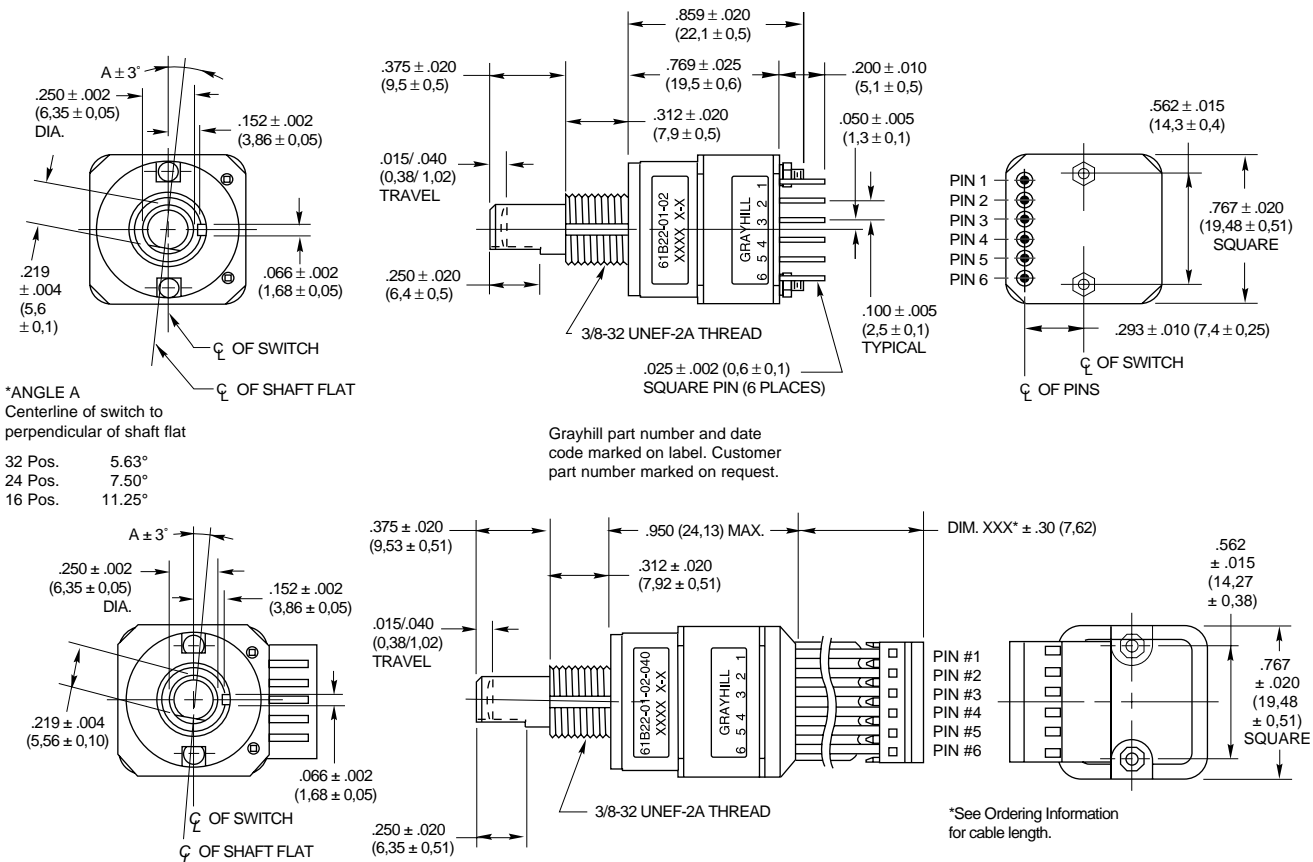 A ± 3°
.250 ± .002
(6,35 ± 0,05)
DIA.
.152 ± .002
(3,86 ± 0,05)
.219
± .004
(5,6
± 0,1)
.066 ± .002
(1,68 ± 0,05)
℄ OF SWITCH
℄ OF SHAFT FLAT
*ANGLE A
Centerline of switch to
perpendicular of shaft flat
32 Pos. 5.63°
24 Pos. 7.50°
16 Pos. 11.25°
.859 ± .020
(22,1 ± 0,5)
.375 ± .020
(9,5 ± 0,5)
.769 ± .025
(19,5 ± 0,6)
.200 ± .010
(5,1 ± 0,5)
.312 ± .020
(7,9 ± 0,5)
.050 ± .005
(1,3 ± 0,1)
.015/ .040
(0,38/ 1,02)
TRAVEL
61B22-01-02
XXXX X-X
GRAYHILL
6 5 4 3 2 1
.250 ± .020
(6,4 ± 0,5)
3/8-32 UNEF-2A THREAD
.100 ± .005
(2,5 ± 0,1)
TYPICAL
.025 ± .002 (0,6 ± 0,1)
SQUARE PIN (6 PLACES)
.562 ± .015
(14,3 ± 0,4)
PIN 1
PIN 2
PIN 3
PIN 4
PIN 5
PIN 6
.767 ± .020
(19,48 ± 0,51)
SQUARE
.293 ± .010 (7,4 ± 0,25)
℄ OF SWITCH
℄ OF PINS
Grayhill part number and date
code marked on label. Customer
part number marked on request.
A ± 3°
.250 ± .002
(6,35 ± 0,05)
DIA.
.152 ± .002
(3,86 ± 0,05)
.219 ± .004
(5,56 ± 0,10)
.066 ± .002
(1,68 ± 0,05)
℄ OF SWITCH
℄ OF SHAFT FLAT
.375 ± .020
(9,53 ± 0,51)
.950 (24,13) MAX.
DIM. XXX* ± .30 (7,62)
.312 ± .020
(7,92 ± 0,51)
.015/.040
(0,38/1,02)
TRAVEL
61B22-01-02-040
XXXX X-X
GRAYHILL
6 5 4 3 2 1
PIN #1
PIN #2
PIN #3
PIN #4
PIN #5
PIN #6
3/8-32 UNEF-2A THREAD
.250 ± .020
(6,35 ± 0,51)
.562
± .015
(14,27
± 0,38)
.767
± .020
(19,48
± 0,51)
SQUARE
*See Ordering Information
for cable length.